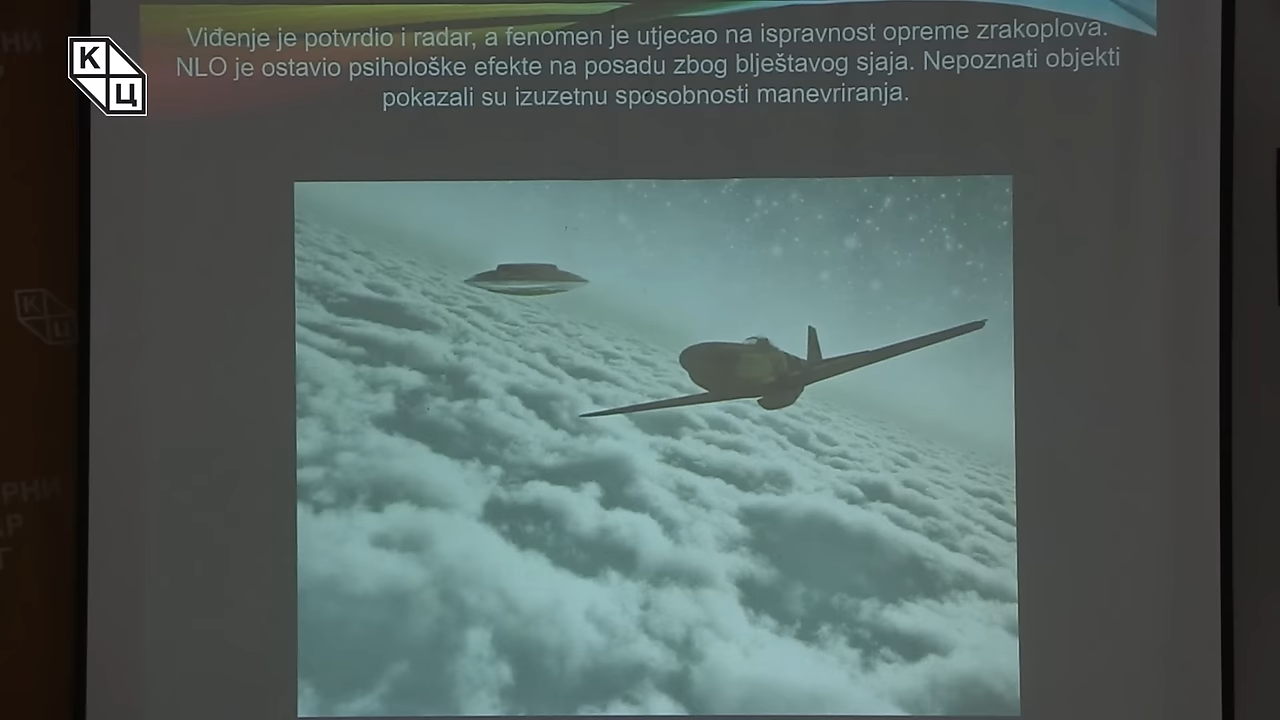 Viđenje je potvrdio i radar, a fenomen je utjecao na ispravnost opreme zrakoplova.
NLO je ostavio psihološke efekte na posadu zbog blještavog sjaja. Nepoznati objekti
pokazali su izuzetnu sposobnosti manevriranja.
К
Ц
К
Ц
РНИ